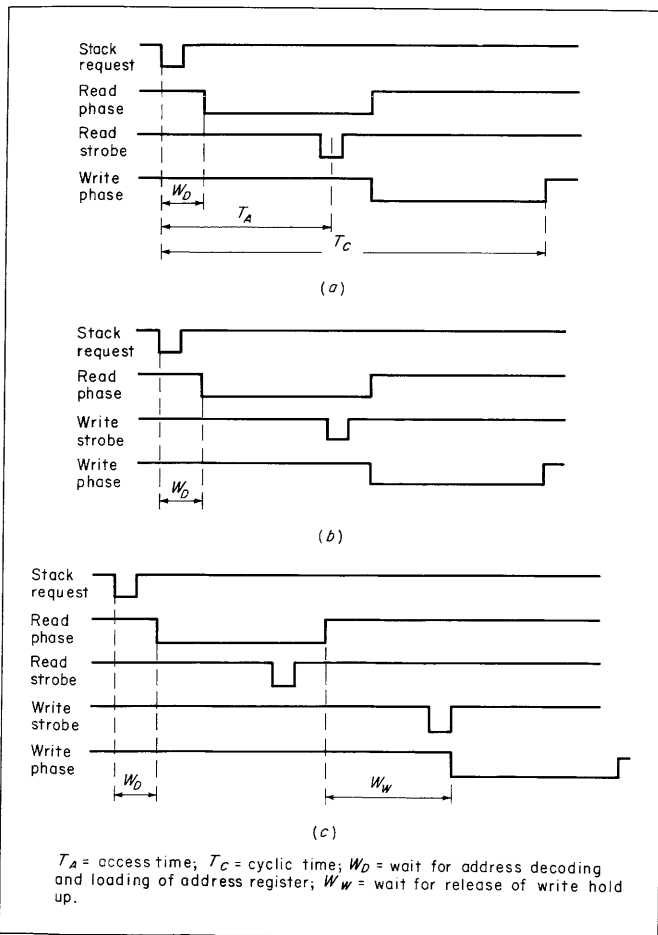 Stack
request
Read
phase
Read
strobe
Write
phase
W_D
T_A
T_C
(a)
Stack
request
Read
phase
Write
strobe
Write
phase
W_D
(b)
Stack
request
Read
phase
Read
strobe
Write
strobe
Write
phase
W_D
W_W
(c)
T_A = access time; T_C = cyclic time; W_D = wait for address decoding
and loading of address register; W_W = wait for release of write hold
up.